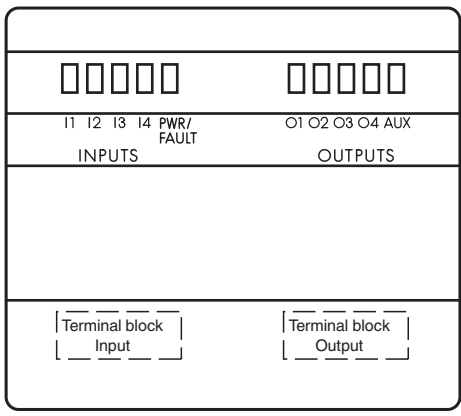 I1 I2 I3 I4 PWR/ FAULT
O1 O2 O3 O4 AUX
INPUTS
OUTPUTS
Terminal block Input
Terminal block Output